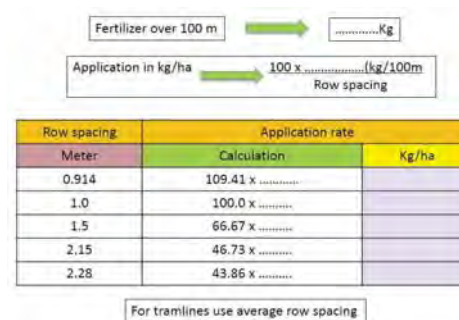 Fertilizer over 100 m ............Kg
Application in kg/ha 100 x ..................(kg/100m
Row spacing
Row spacing Application rate
Meter Calculation Kg/ha
0.914 109.41 x ............
1.0 100.0 x ..........
1.5 66.67 x ..........
2.15 46.73 x ..........
2.28 43.86 x ..........
For tramlines use average row spacing